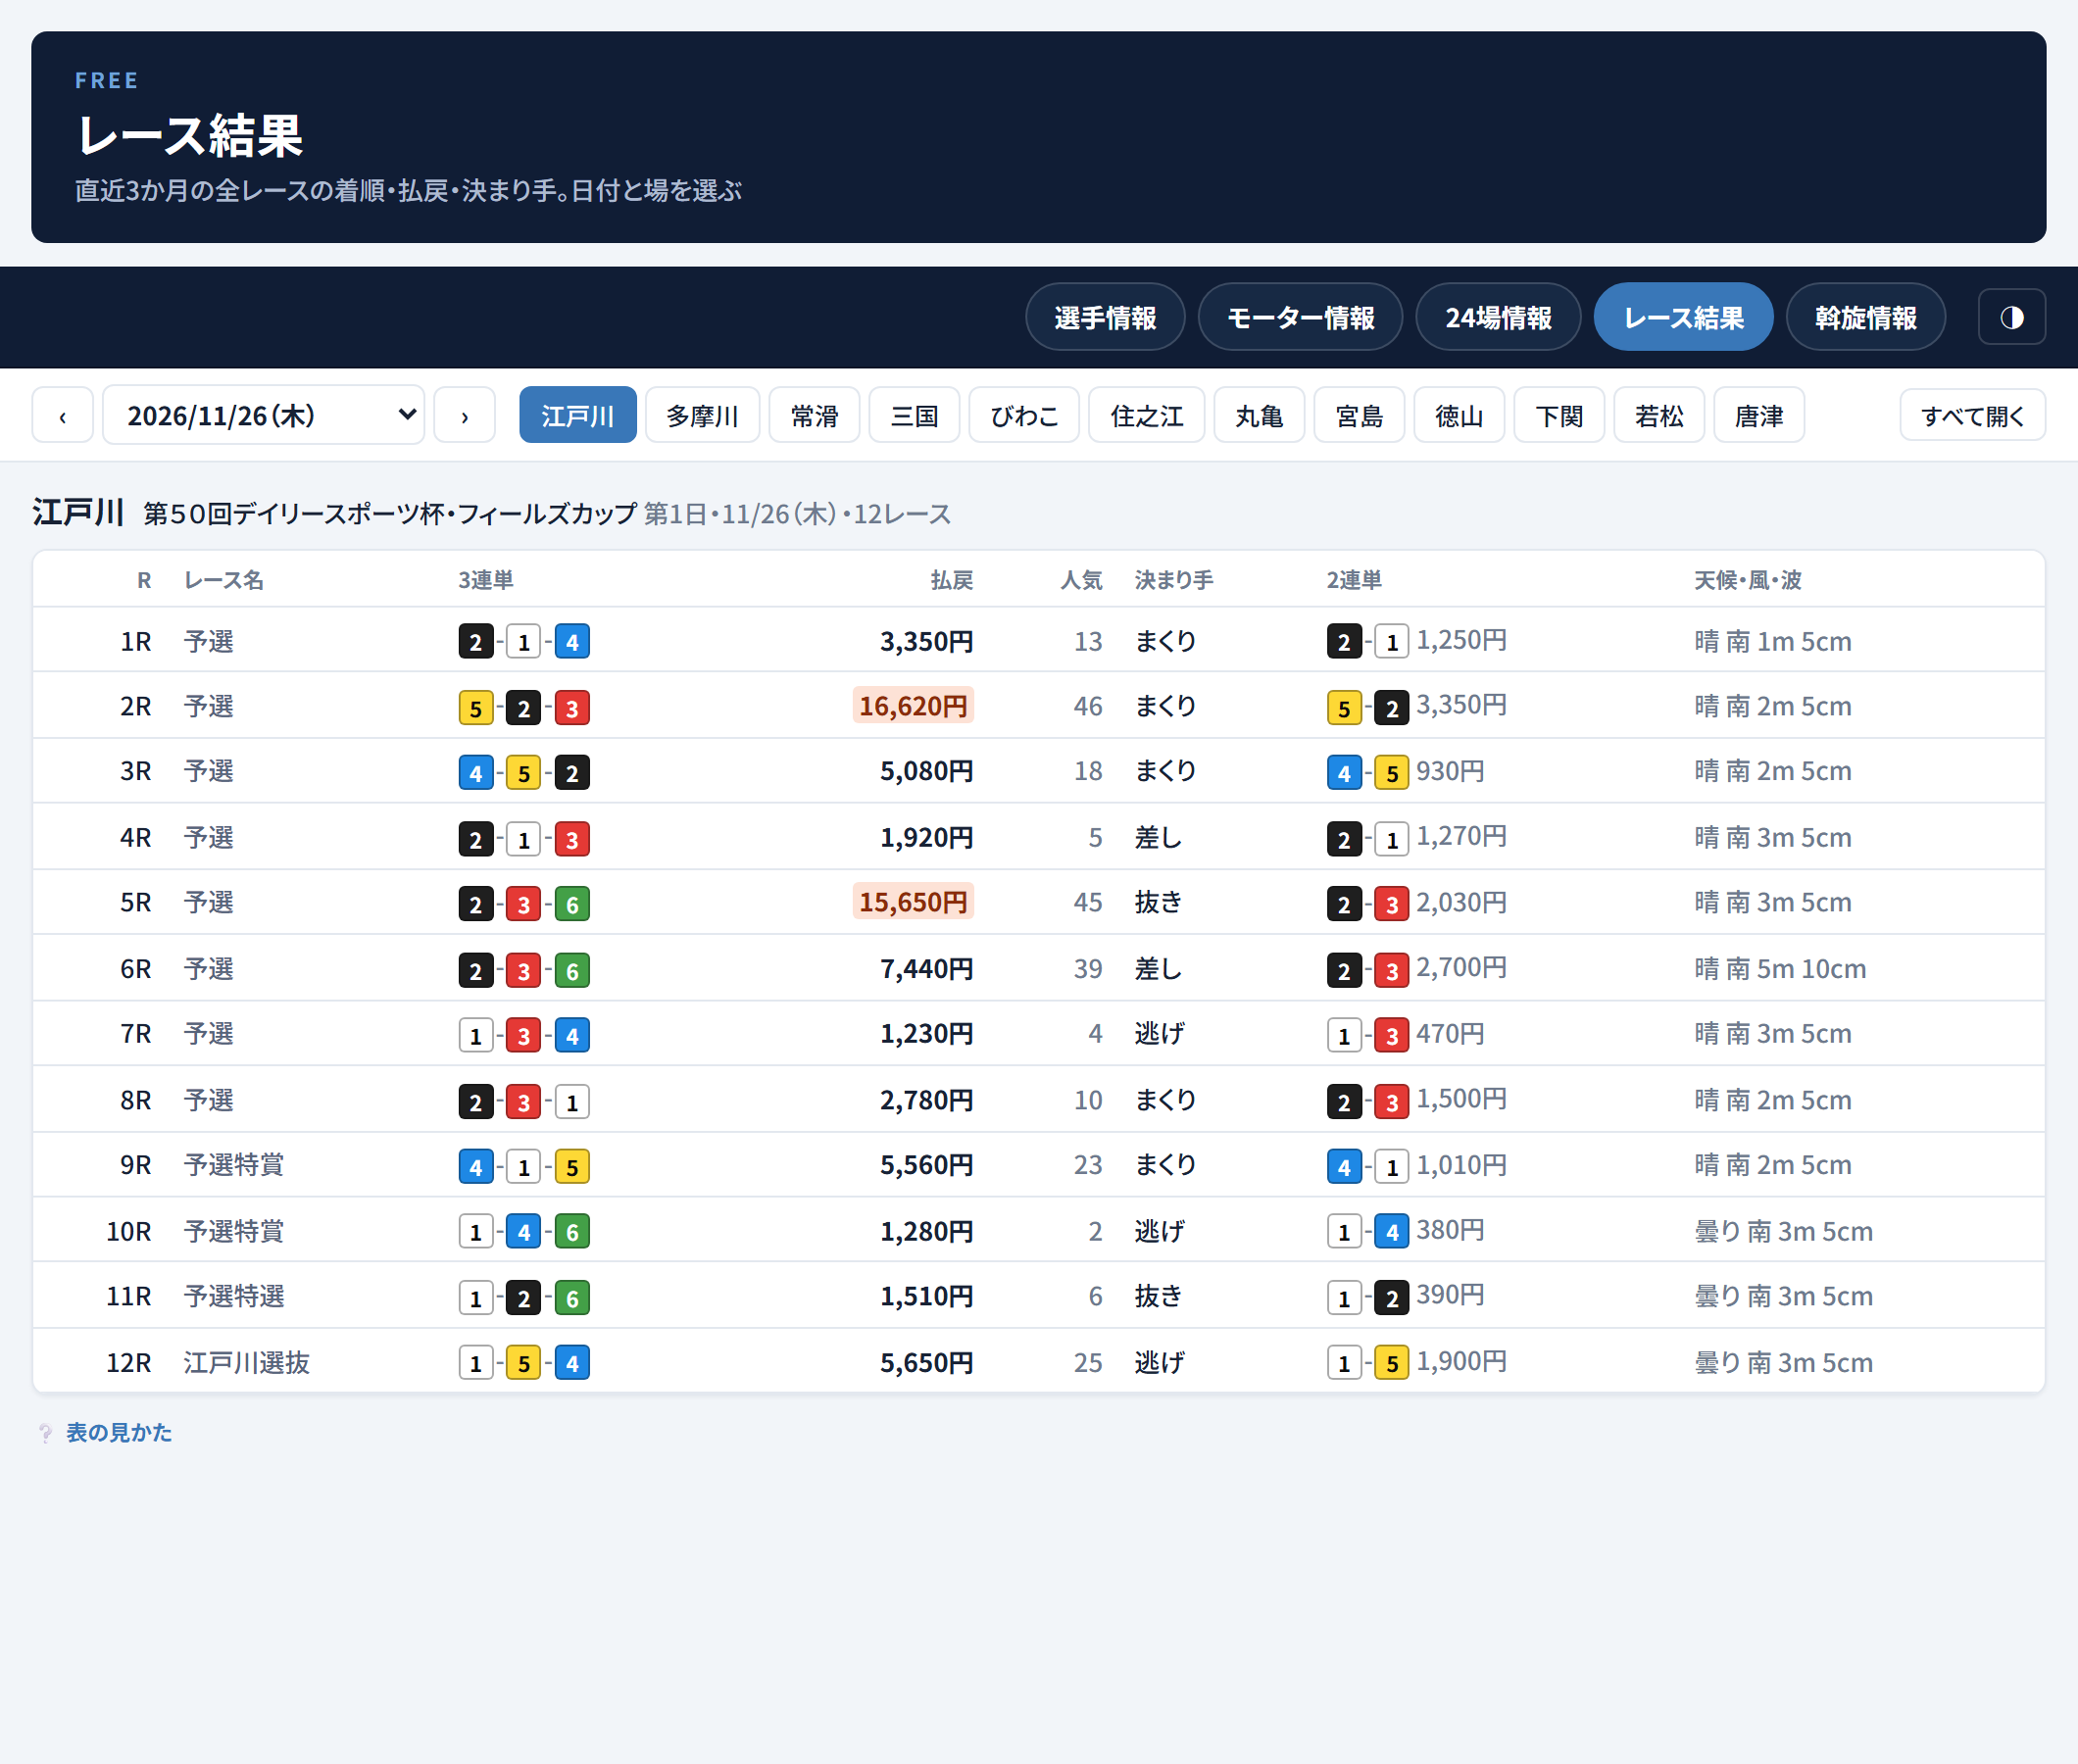 FREE
レース結果
直近3か月の全レースの着順・払戻・決まり手。日付と場を選ぶ
選手情報 モーター情報 24場情報 レース結果 斡旋情報
‹ 2026/11/26(木) › 江戸川 多摩川 常滑 三国 びわこ 住之江 丸亀 宮島 徳山 下関 若松 唐津 すべて開く
江戸川 第５０回デイリースポーツ杯・フィールズカップ 第1日・11/26(木)・12レース
R レース名 3連単 払戻 人気 決まり手 2連単 天候・風・波
1R 予選 2-1-4 3,350円 13 まくり 2-1 1,250円 晴 南 1m 5cm
2R 予選 5-2-3 16,620円 46 まくり 5-2 3,350円 晴 南 2m 5cm
3R 予選 4-5-2 5,080円 18 まくり 4-5 930円 晴 南 2m 5cm
4R 予選 2-1-3 1,920円 5 差し 2-1 1,270円 晴 南 3m 5cm
5R 予選 2-3-6 15,650円 45 抜き 2-3 2,030円 晴 南 3m 5cm
6R 予選 2-3-6 7,440円 39 差し 2-3 2,700円 晴 南 5m 10cm
7R 予選 1-3-4 1,230円 4 逃げ 1-3 470円 晴 南 3m 5cm
8R 予選 2-3-1 2,780円 10 まくり 2-3 1,500円 晴 南 2m 5cm
9R 予選特賞 4-1-5 5,560円 23 まくり 4-1 1,010円 晴 南 2m 5cm
10R 予選特賞 1-4-6 1,280円 2 逃げ 1-4 380円 曇り 南 3m 5cm
11R 予選特選 1-2-6 1,510円 6 抜き 1-2 390円 曇り 南 3m 5cm
12R 江戸川選抜 1-5-4 5,650円 25 逃げ 1-5 1,900円 曇り 南 3m 5cm
❔ 表の見かた